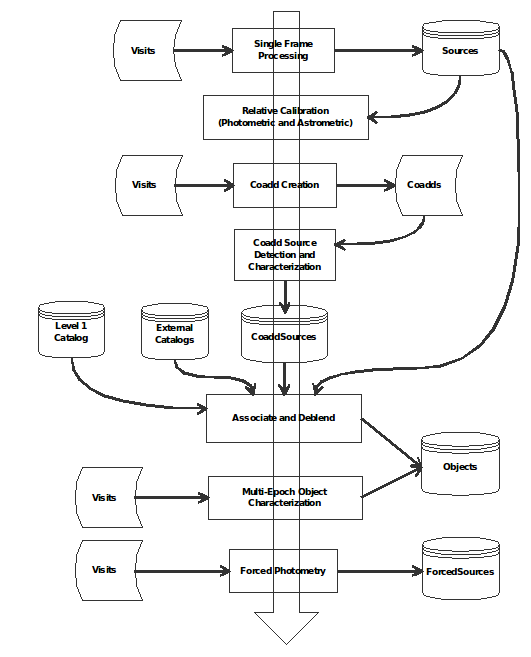 Visits
Single Frame
Processing
Sources
Relative Calibration
(Photometric and Astrometric)
Visits
Coadd Creation
Coadds
Coadd Source
Detection and
Characterization
Level 1
Catalog
External
Catalogs
CoaddSources
Associate and Deblend
Objects
Visits
Multi-Epoch Object
Characterization
Visits
Forced Photometry
ForcedSources